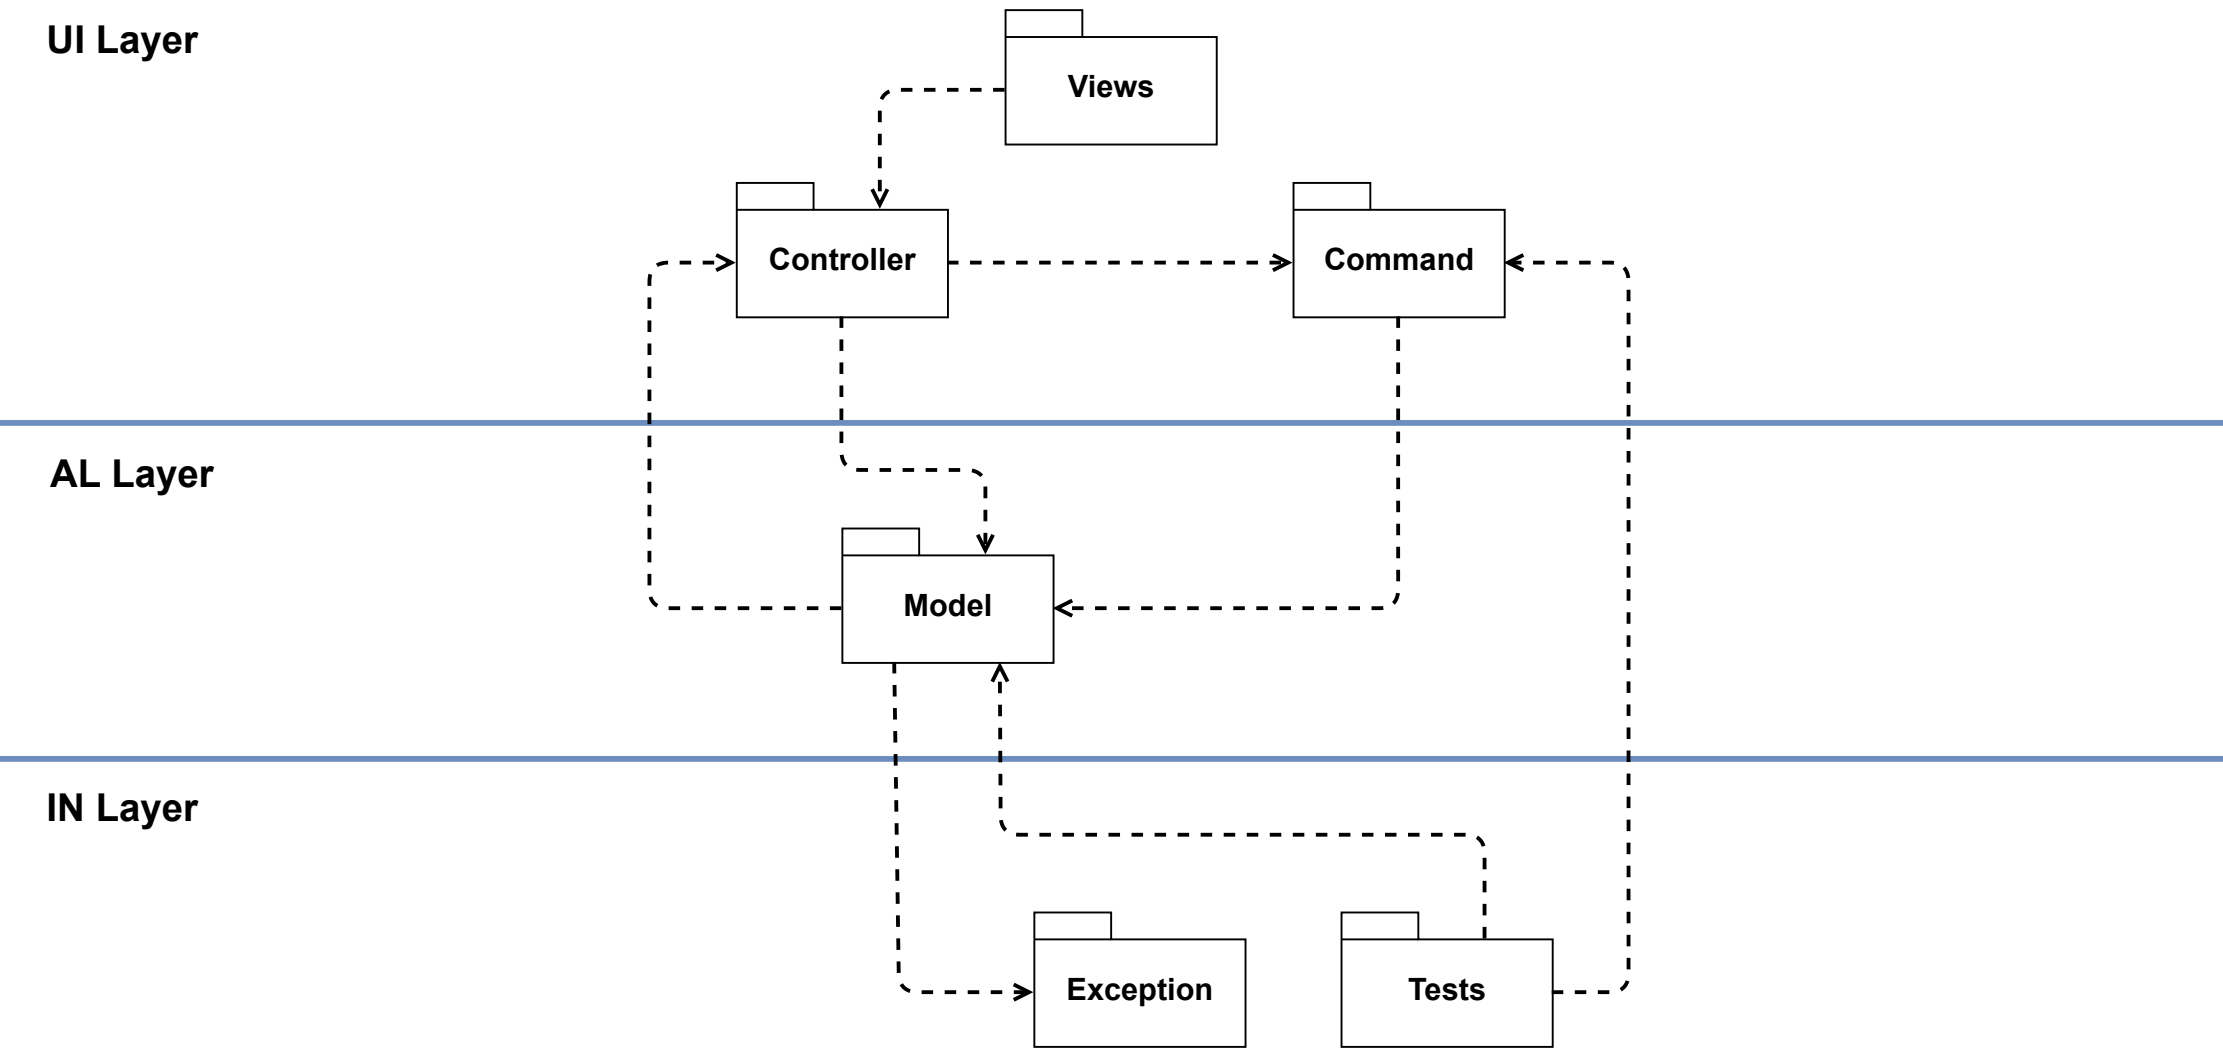 UI Layer
Views
Controller
Command
AL Layer
Model
IN Layer
Exception
Tests